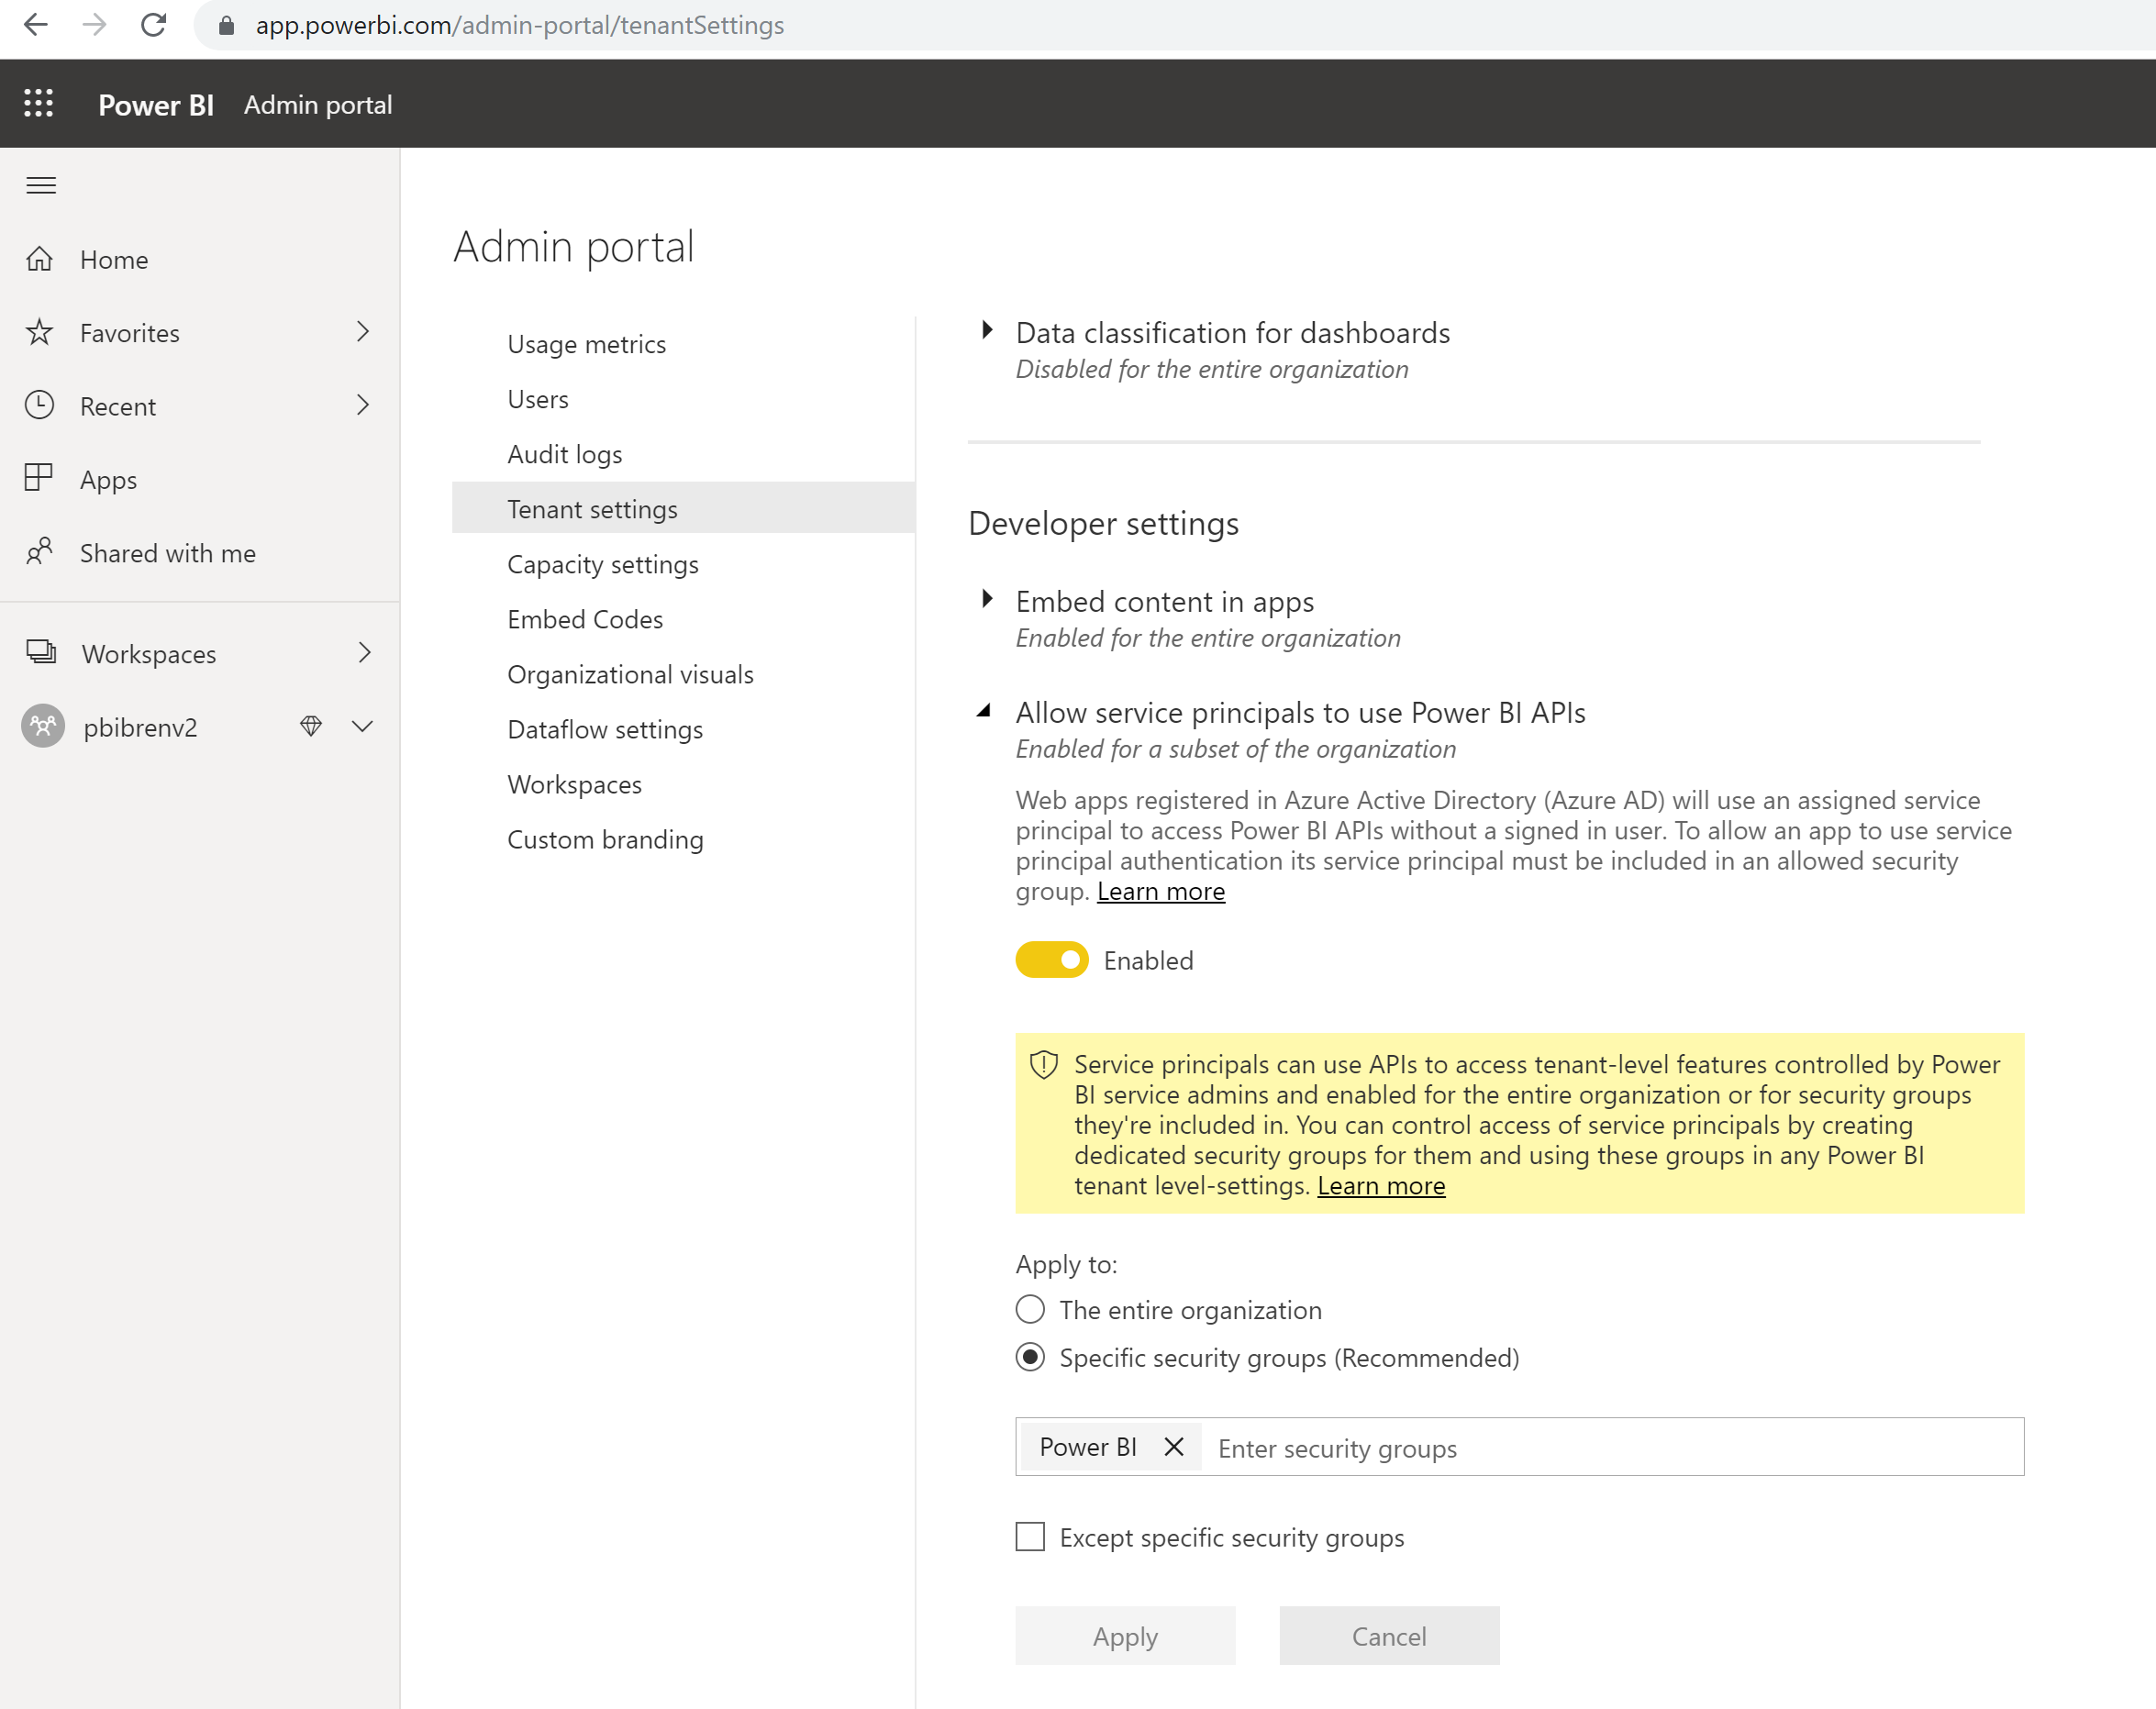 app.powerbi.com/admin-portal/tenantSettings
Power BI Admin portal
Home
Favorites
Recent
Apps
Shared with me
Workspaces
pbibrenv2
Admin portal
Usage metrics
Users
Audit logs
Tenant settings
Capacity settings
Embed Codes
Organizational visuals
Dataflow settings
Workspaces
Custom branding
Data classification for dashboards
Disabled for the entire organization
Developer settings
Embed content in apps
Enabled for the entire organization
Allow service principals to use Power BI APIs
Enabled for a subset of the organization
Web apps registered in Azure Active Directory (Azure AD) will use an assigned service
principal to access Power BI APIs without a signed in user. To allow an app to use service
principal authentication its service principal must be included in an allowed security
group. Learn more
Enabled
Service principals can use APIs to access tenant-level features controlled by Power
BI service admins and enabled for the entire organization or for security groups
they're included in. You can control access of service principals by creating
dedicated security groups for them and using these groups in any Power BI
tenant level-settings. Learn more
Apply to:
The entire organization
Specific security groups (Recommended)
Power BI Enter security groups
Except specific security groups
Apply Cancel